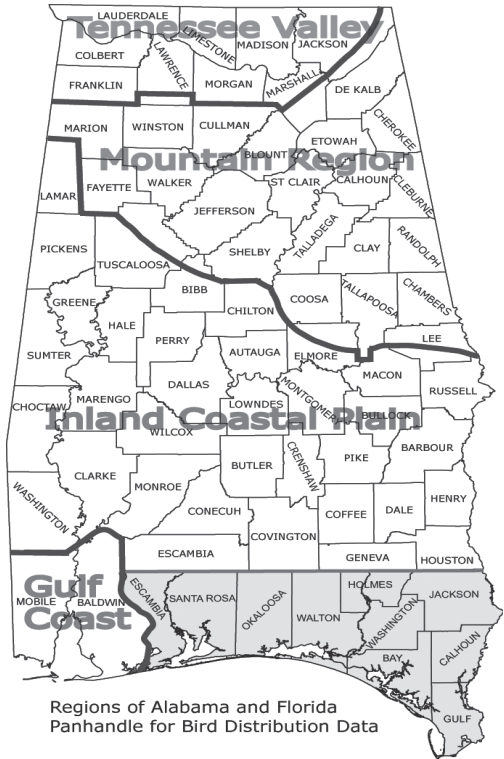 Tennessee Valley
LAUDERDALE
LIMESTONE
MADISON
JACKSON
COLBERT
LAWRENCE
FRANKLIN
MORGAN
MARSHALL
DE KALB
MARION
WINSTON
CULLMAN
CHEROKEE
ETOWAH
BLOUNT
Mountain Region
LAMAR
FAYETTE
WALKER
ST CLAIR
CALHOUN
CLEBURNE
JEFFERSON
TALLADEGA
RANDOLPH
PICKENS
TUSCALOOSA
SHELBY
CLAY
BIBB
COOSA
TALLAPOOSA
CHAMBERS
GREENE
HALE
CHILTON
PERRY
LEE
SUMTER
AUTAUGA
ELMORE
MACON
DALLAS
RUSSELL
CHOCTAW
MARENGO
LOWNDES
MONTGOMERY
BULLOCK
Inland Coastal Plain
WILCOX
BUTLER
CRENSHAW
PIKE
BARBOUR
CLARKE
MONROE
WASHINGTON
CONECUH
COFFEE
DALE
HENRY
COVINGTON
ESCAMBIA
GENEVA
HOUSTON
Gulf
Coast
MOBILE
BALDWIN
ESCAMBIA
SANTA ROSA
OKALOOSA
WALTON
HOLMES
WASHINGTON
JACKSON
BAY
CALHOUN
GULF
Regions of Alabama and Florida
Panhandle for Bird Distribution Data